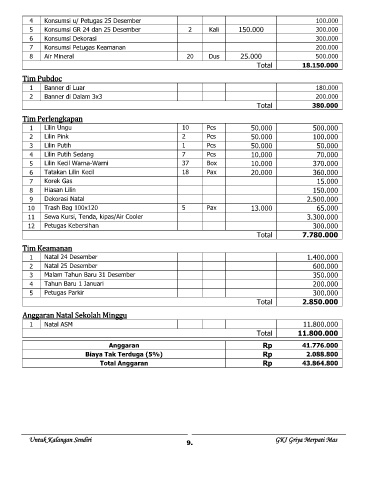 4 Konsumsi u/ Petugas 25 Desember 100.000
5 Konsumsi GR 24 dan 25 Desember 2 Kali 150.000 300.000
6 Konsumsi Dekorasi 300.000
7 Konsumsi Petugas Keamanan 200.000
8 Air Mineral 20 Dus 25.000 500.000
Total 18.150.000
Tim Pubdoc
1 Banner di Luar 180.000
2 Banner di Dalam 3x3 200.000
Total 380.000
Tim Perlengkapan
1 Lilin Ungu 10 Pcs 50.000 500.000
2 Lilin Pink 2 Pcs 50.000 100.000
3 Lilin Putih 1 Pcs 50.000 50.000
4 Lilin Putih Sedang 7 Pcs 10.000 70.000
5 Lilin Kecil Warna-Warni 37 Box 10.000 370.000
6 Tatakan Lilin Kecil 18 Pax 20.000 360.000
7 Korek Gas 15.000
8 Hiasan Lilin 150.000
9 Dekorasi Natal 2.500.000
10 Trash Bag 100x120 5 Pax 13.000 65.000
11 Sewa Kursi, Tenda, kipas/Air Cooler 3.300.000
12 Petugas Kebersihan 300.000
Total 7.780.000
Tim Keamanan
1 Natal 24 Desember 1.400.000
2 Natal 25 Desember 600.000
3 Malam Tahun Baru 31 Desember 350.000
4 Tahun Baru 1 Januari 200.000
5 Petugas Parkir 300.000
Total 2.850.000
Anggaran Natal Sekolah Minggu
1 Natal ASM 11.800.000
Total 11.800.000
Anggaran Rp 41.776.000
Biaya Tak Terduga (5%) Rp 2.088.800
Total Anggaran Rp 43.864.800
Untuk Kalangan Sendiri 9. GKI Griya Merpati Mas